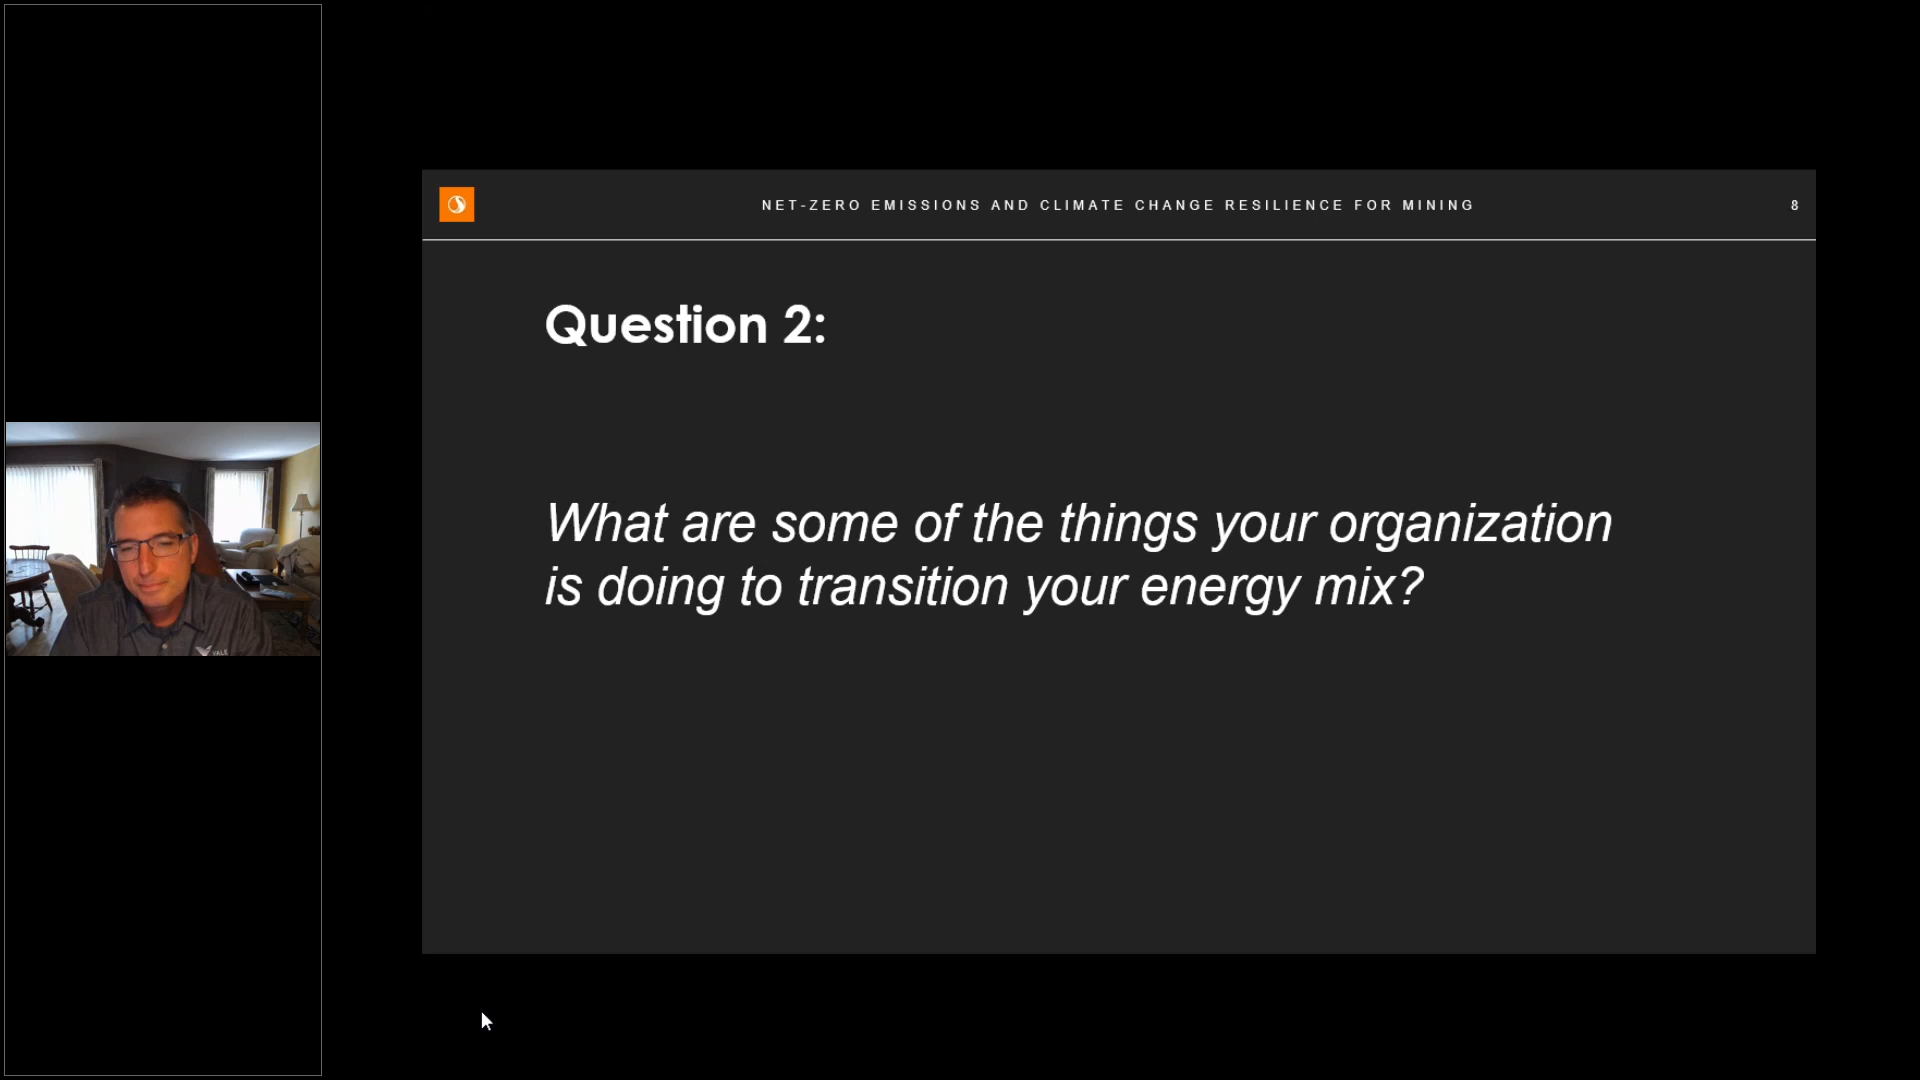 NET-ZERO EMISSIONS AND CLIMATE CHANGE RESILIENCE FOR MINING
8
Question 2:
What are some of the things your organization
is doing to transition your energy mix?
VALE